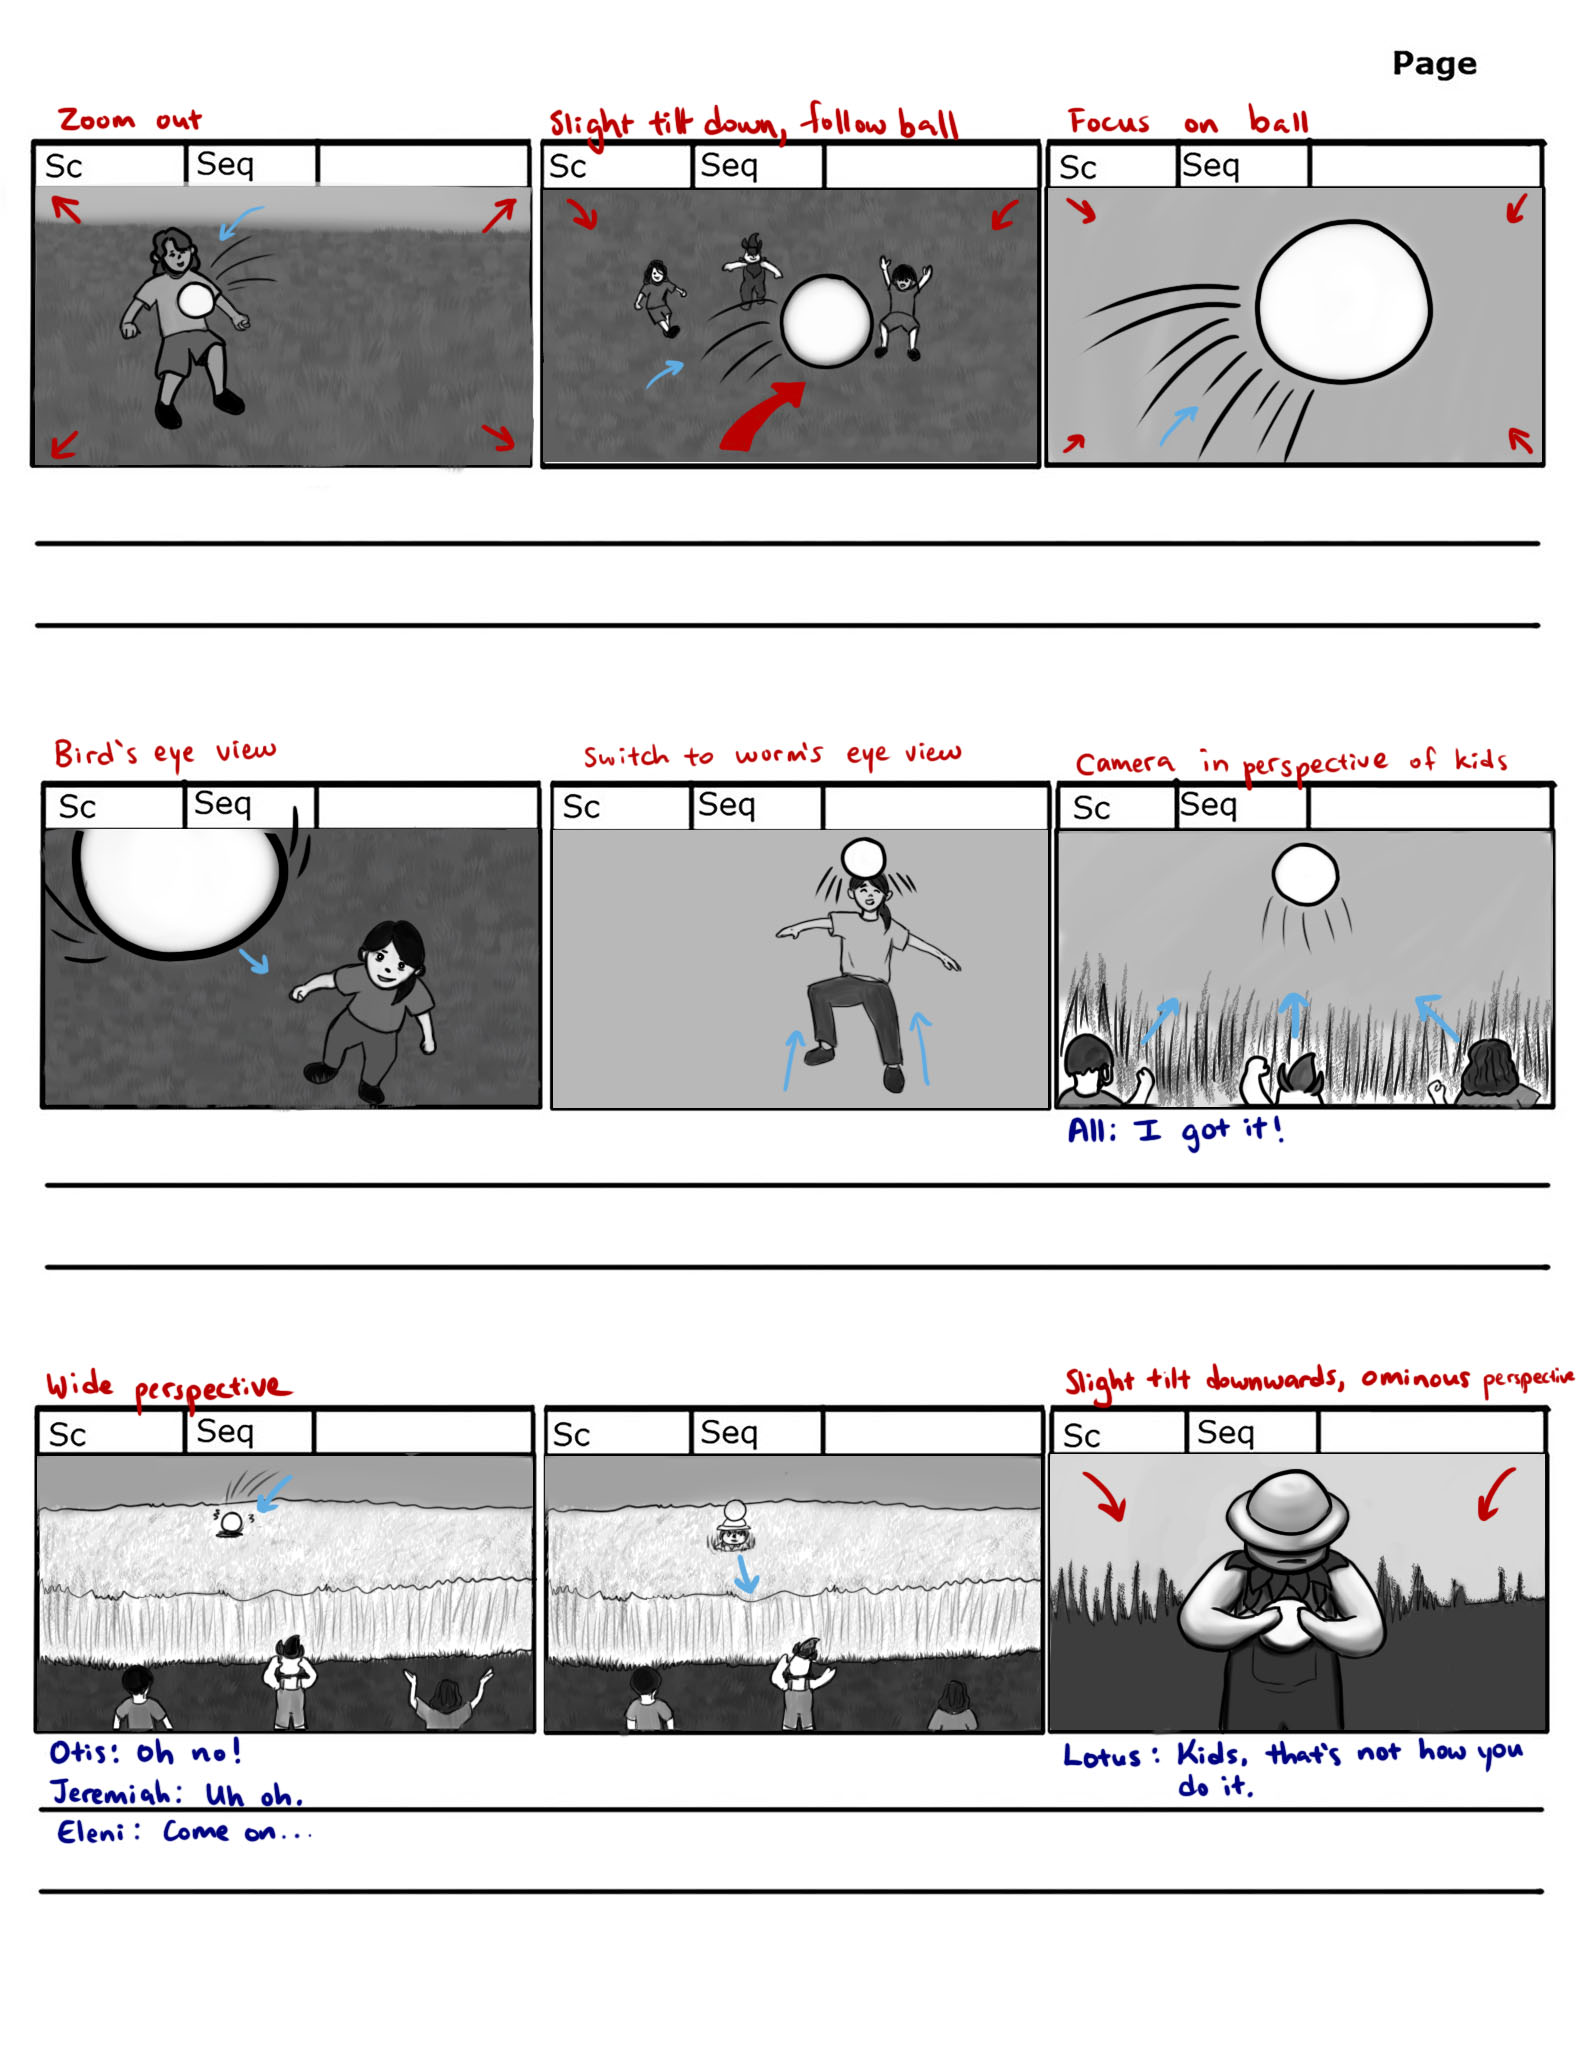 Page
Zoom out
Slight tilt down, follow ball
Focus on ball
Sc
Seq
Sc
Seq
Sc
Seq
Bird's eye view
Switch to worm's eye view
Camera in perspective of kids
Sc
Seq
Sc
Seq
Sc
Seq
All: I got it!
Wide perspective
Slight tilt downwards, ominous perspective
Sc
Seq
Sc
Seq
Sc
Seq
Otis: Oh no!
Jeremiah: Uh oh.
Eleni: Come on...
Lotus: Kids, that's not how you
do it.